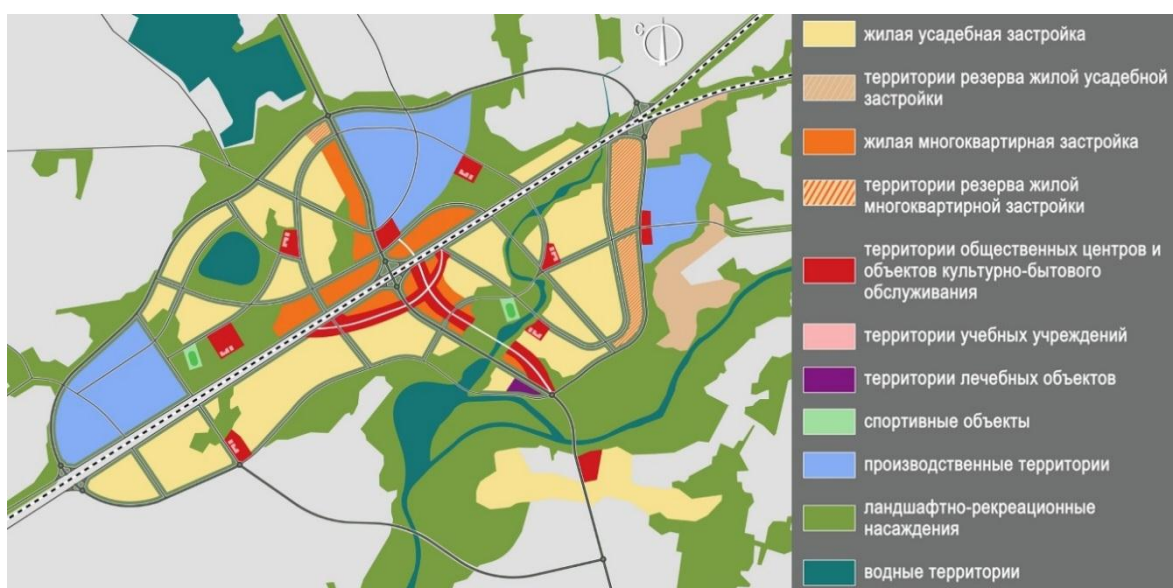 С
жилая усадебная застройка
территории резерва жилой усадебной
застройки
жилая многоквартирная застройка
территории резерва жилой
многоквартирной застройки
территории общественных центров и
объектов культурно-бытового
обслуживания
территории учебных учреждений
территории лечебных объектов
спортивные объекты
производственные территории
ландшафтно-рекреационные
насаждения
водные территории